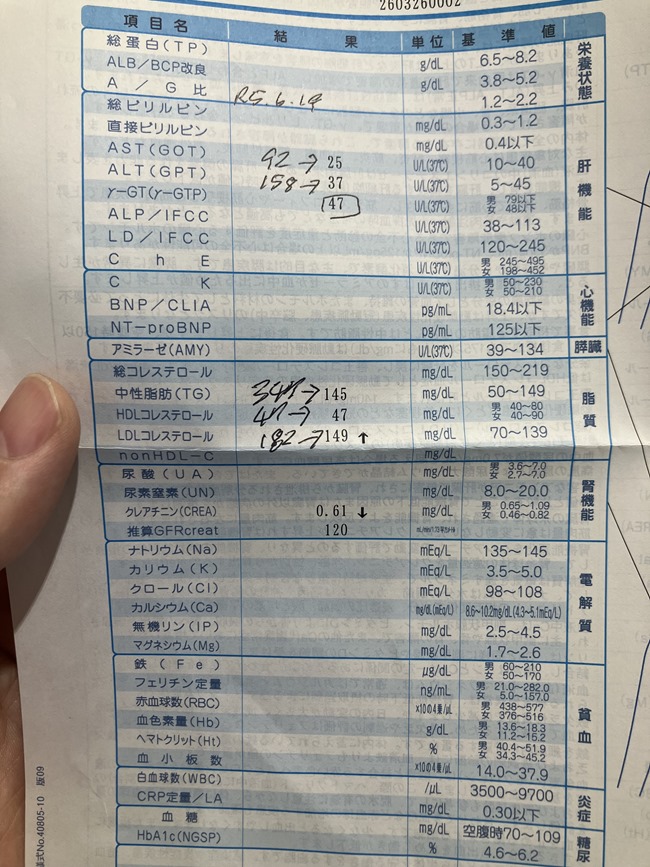 2603260002
項目名 結果 単位 基準値
総蛋白(TP) g/dL 6.5～8.2 栄養状態
ALB/BCP改良 g/dL 3.8～5.2
A/G比 R5.6.19 1.2～2.2
総ビリルビン mg/dL 0.3～1.2 肝機能
直接ビリルビン mg/dL 0.4以下
AST(GOT) 92→ 25 U/L(37℃) 10～40
ALT(GPT) 158→ 37 U/L(37℃) 5～45
γ-GT(γ-GTP) 47 U/L(37℃) 男 79以下 女 48以下
ALP/IFCC U/L(37℃) 38～113
LD/IFCC U/L(37℃) 120～245
ChE U/L(37℃) 男 245～495 女 198～452
CK U/L(37℃) 男 50～230 女 50～210 心機能
BNP/CLIA pg/mL 18.4以下
NT-proBNP pg/mL 125以下
アミラーゼ(AMY) U/L(37℃) 39～134 膵臓
総コレステロール mg/dL 150～219 脂質
中性脂肪(TG) → 145 mg/dL 50～149
HDLコレステロール → 47 mg/dL 男 40～80 女 40～90
LDLコレステロール 182→ 149 ↑ mg/dL 70～139
nonHDL-C mg/dL
尿酸(UA) mg/dL 男 3.6～7.0 女 2.7～7.0 腎機能
尿素窒素(UN) mg/dL 8.0～20.0
クレアチニン(CREA) 0.61 ↓ mg/dL 男 0.65～1.09 女 0.46～0.82
推算GFRcreat 120
ナトリウム(Na) mEq/L 135～145 電解質
カリウム(K) mEq/L 3.5～5.0
クロール(Cl) mEq/L 98～108
カルシウム(Ca) mg/dL(mEq/L) 8.6～10.2mg/dL(4.3～5.1mEq/L)
無機リン(IP) mg/dL 2.5～4.5
マグネシウム(Mg) mg/dL 1.7～2.6
鉄(Fe) μg/dL 男 60～210 女 50～170 貧血
フェリチン定量 ng/mL 男 21.0～282.0 女 5.0～157.0
赤血球数(RBC) ×10の4乗/μL 男 438～577 女 376～516
血色素量(Hb) g/dL 男 13.6～18.3 女 11.2～15.2
ヘマトクリット(Ht) % 男 40.4～51.9 女 34.3～45.2
血小板数 ×10の4乗/μL 14.0～37.9
白血球数(WBC) /μL 3500～9700 炎症
CRP定量/LA mg/dL 0.30以下
血糖 mg/dL 空腹時70～109 糖尿
HbA1c(NGSP) % 4.6～6.2
様式No.40805-10 版09